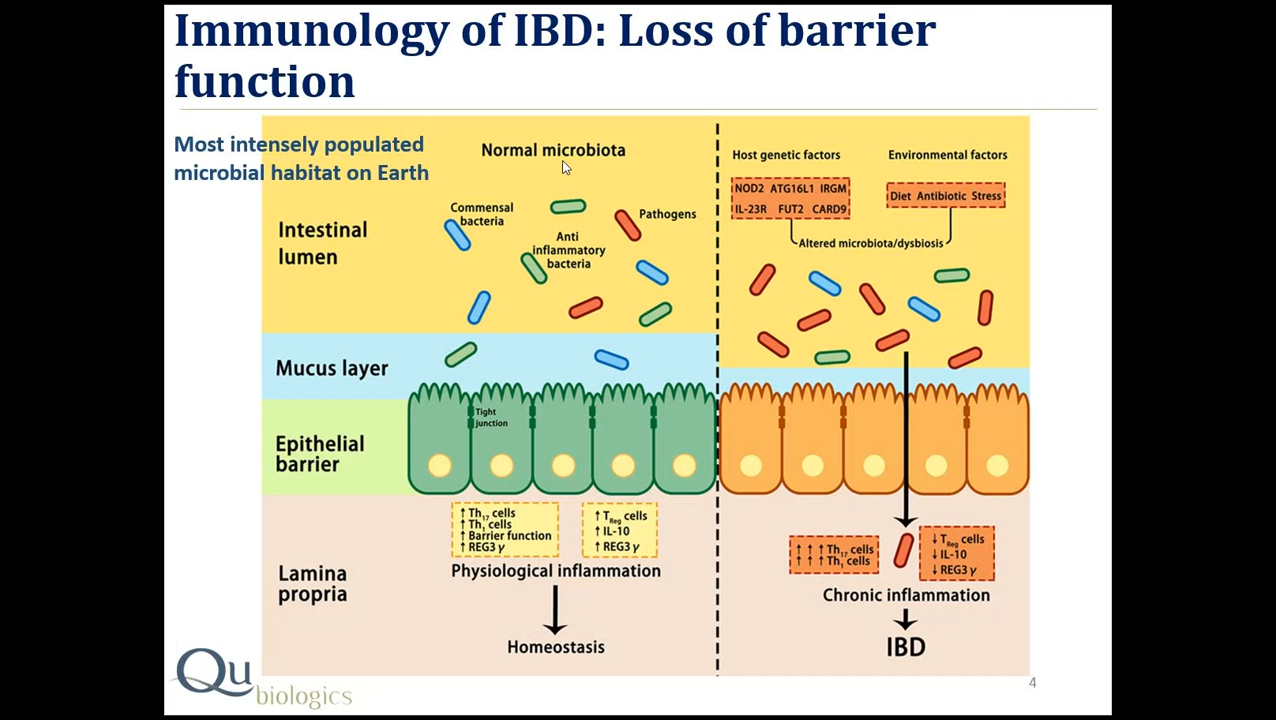 Immunology of IBD: Loss of barrier
function
Most intensely populated
microbial habitat on Earth
Normal microbiota
Commensal
bacteria
Anti
inflammatory
bacteria
Pathogens
Host genetic factors
NOD2 ATG16L1 IRGM
IL-23R FUT2 CARD9
Environmental factors
Diet Antibiotic Stress
Altered microbiota/dysbiosis
Intestinal
lumen
Mucus layer
Epithelial
barrier
Tight
junction
Lamina
propria
↑ Th17 cells
↑ Th1 cells
↑ Barrier function
↑ REG3 γ
↑ TReg cells
↑ IL-10
↑ REG3 γ
Physiological inflammation
Homeostasis
↑ ↑ ↑ Th17 cells
↑ ↑ ↑ Th1 cells
↓ TReg cells
↓ IL-10
↓ REG3 γ
Chronic inflammation
IBD
Qu
biologics
4